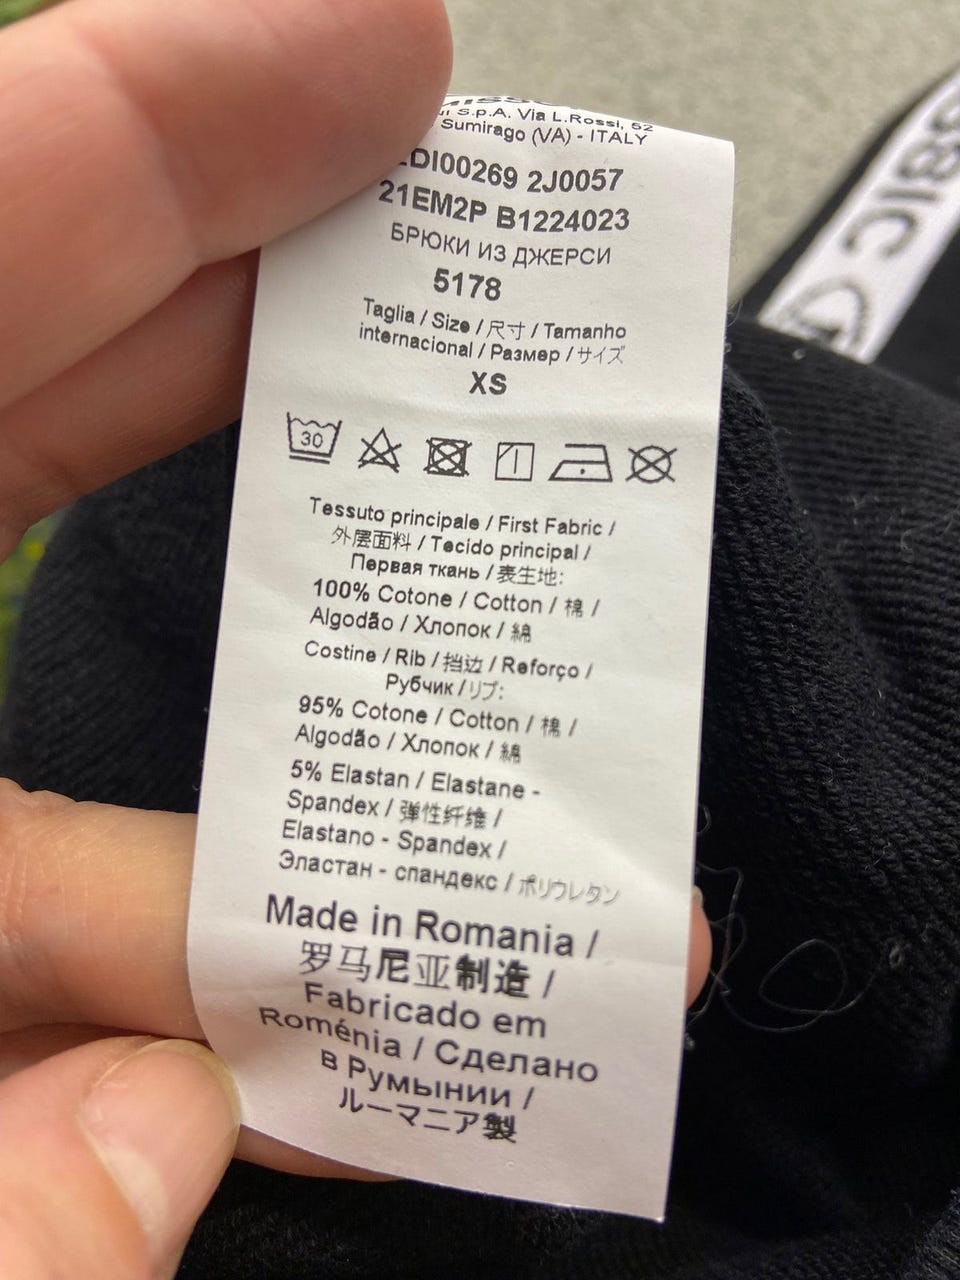 S.p.A. Via L.Rossi, 52
Sumirago (VA) - ITALY
DI00269 2J0057
21EM2P B1224023
БРЮКИ ИЗ ДЖЕРСИ
5178
Taglia / Size / 尺寸 / Tamanho
internacional / Размер / サイズ
XS
30
Tessuto principale / First Fabric /
外层面料 / Tecido principal /
Первая ткань / 表生地:
100% Cotone / Cotton / 棉 /
Algodão / Хлопок / 綿
Costine / Rib / 挡边 / Reforço /
Рубчик / リブ:
95% Cotone / Cotton / 棉 /
Algodão / Хлопок / 綿
5% Elastan / Elastane -
Spandex / 弹性纤维 /
Elastano - Spandex /
Эластан - спандекс / ポリウレタン
Made in Romania /
罗马尼亚制造 /
Fabricado em
Roménia / Сделано
в Румынии /
ルーマニア製